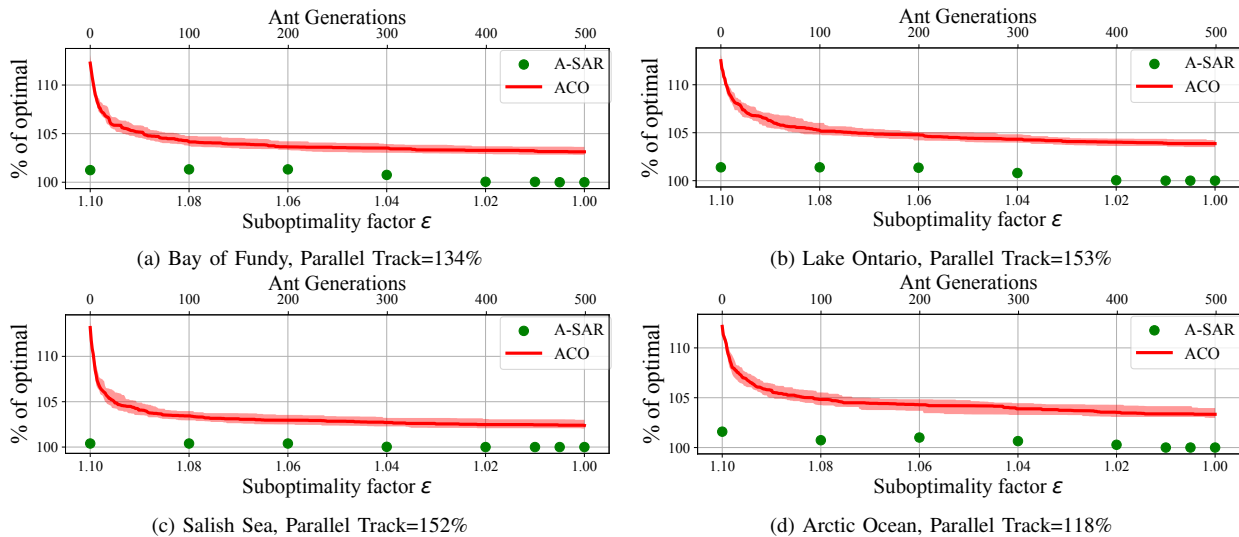 Ant Generations
0 100 200 300 400 500
% of optimal
110
105
100
A-SAR
ACO
1.10 1.08 1.06 1.04 1.02 1.00
Suboptimality factor ε
(a) Bay of Fundy, Parallel Track=134%
Ant Generations
0 100 200 300 400 500
% of optimal
110
105
100
A-SAR
ACO
1.10 1.08 1.06 1.04 1.02 1.00
Suboptimality factor ε
(b) Lake Ontario, Parallel Track=153%
Ant Generations
0 100 200 300 400 500
% of optimal
110
105
100
A-SAR
ACO
1.10 1.08 1.06 1.04 1.02 1.00
Suboptimality factor ε
(c) Salish Sea, Parallel Track=152%
Ant Generations
0 100 200 300 400 500
% of optimal
110
105
100
A-SAR
ACO
1.10 1.08 1.06 1.04 1.02 1.00
Suboptimality factor ε
(d) Arctic Ocean, Parallel Track=118%